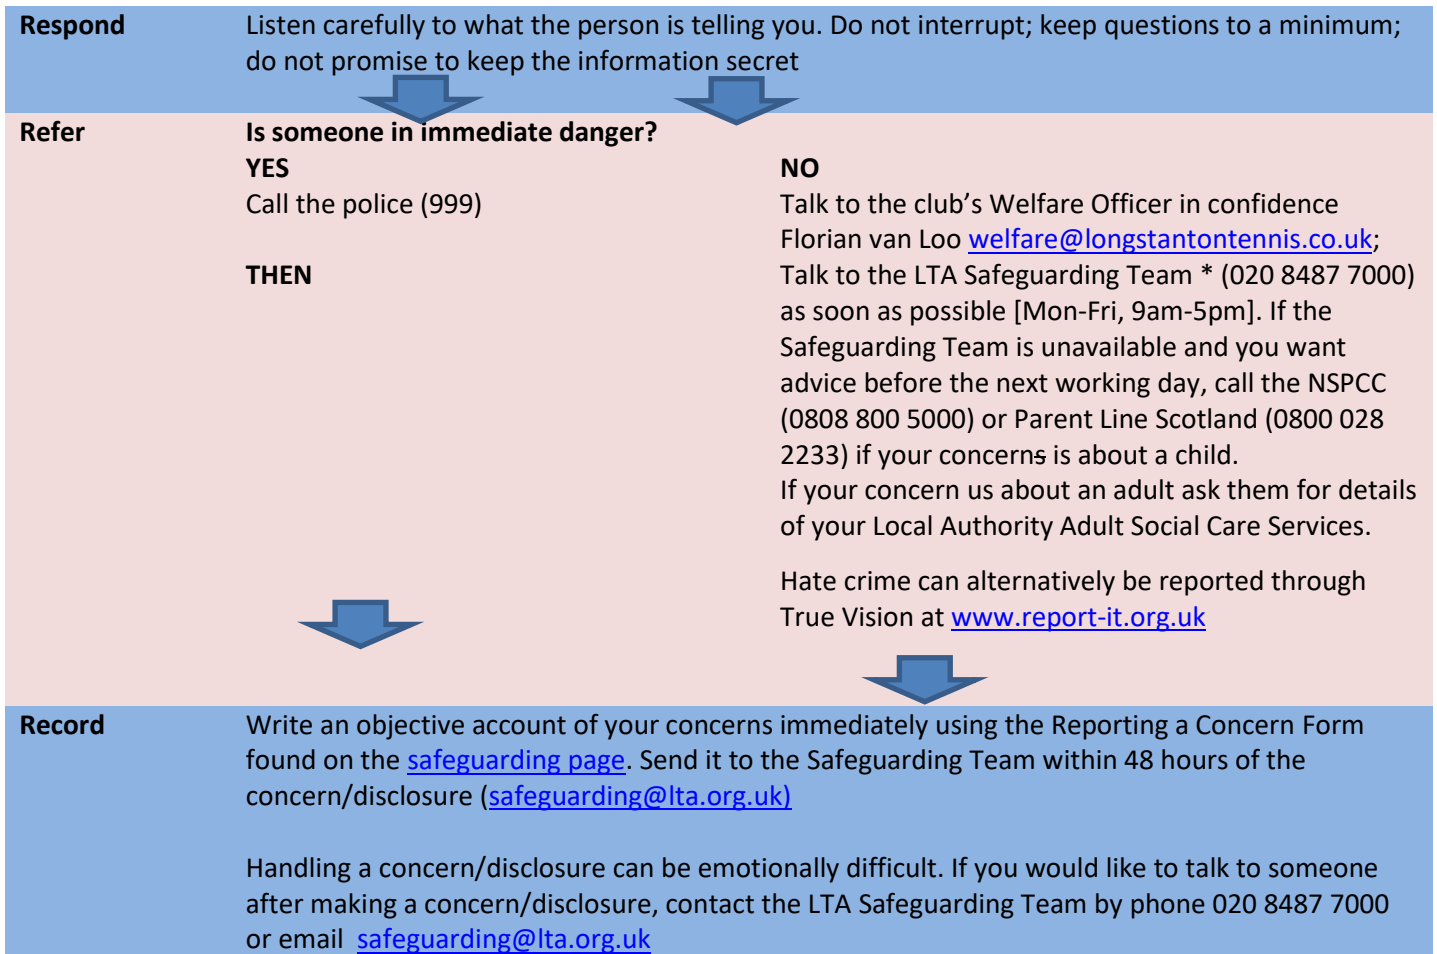 Respond
Listen carefully to what the person is telling you. Do not interrupt; keep questions to a minimum;
do not promise to keep the information secret
Refer
Is someone in immediate danger?
YES
Call the police (999)
THEN
NO
Talk to the club’s Welfare Officer in confidence
Florian van Loo welfare@longstantontennis.co.uk;
Talk to the LTA Safeguarding Team * (020 8487 7000)
as soon as possible [Mon-Fri, 9am-5pm]. If the
Safeguarding Team is unavailable and you want
advice before the next working day, call the NSPCC
(0808 800 5000) or Parent Line Scotland (0800 028
2233) if your concerns is about a child.
If your concern us about an adult ask them for details
of your Local Authority Adult Social Care Services.
Hate crime can alternatively be reported through
True Vision at www.report-it.org.uk
Record
Write an objective account of your concerns immediately using the Reporting a Concern Form
found on the safeguarding page. Send it to the Safeguarding Team within 48 hours of the
concern/disclosure (safeguarding@lta.org.uk)
Handling a concern/disclosure can be emotionally difficult. If you would like to talk to someone
after making a concern/disclosure, contact the LTA Safeguarding Team by phone 020 8487 7000
or email safeguarding@lta.org.uk